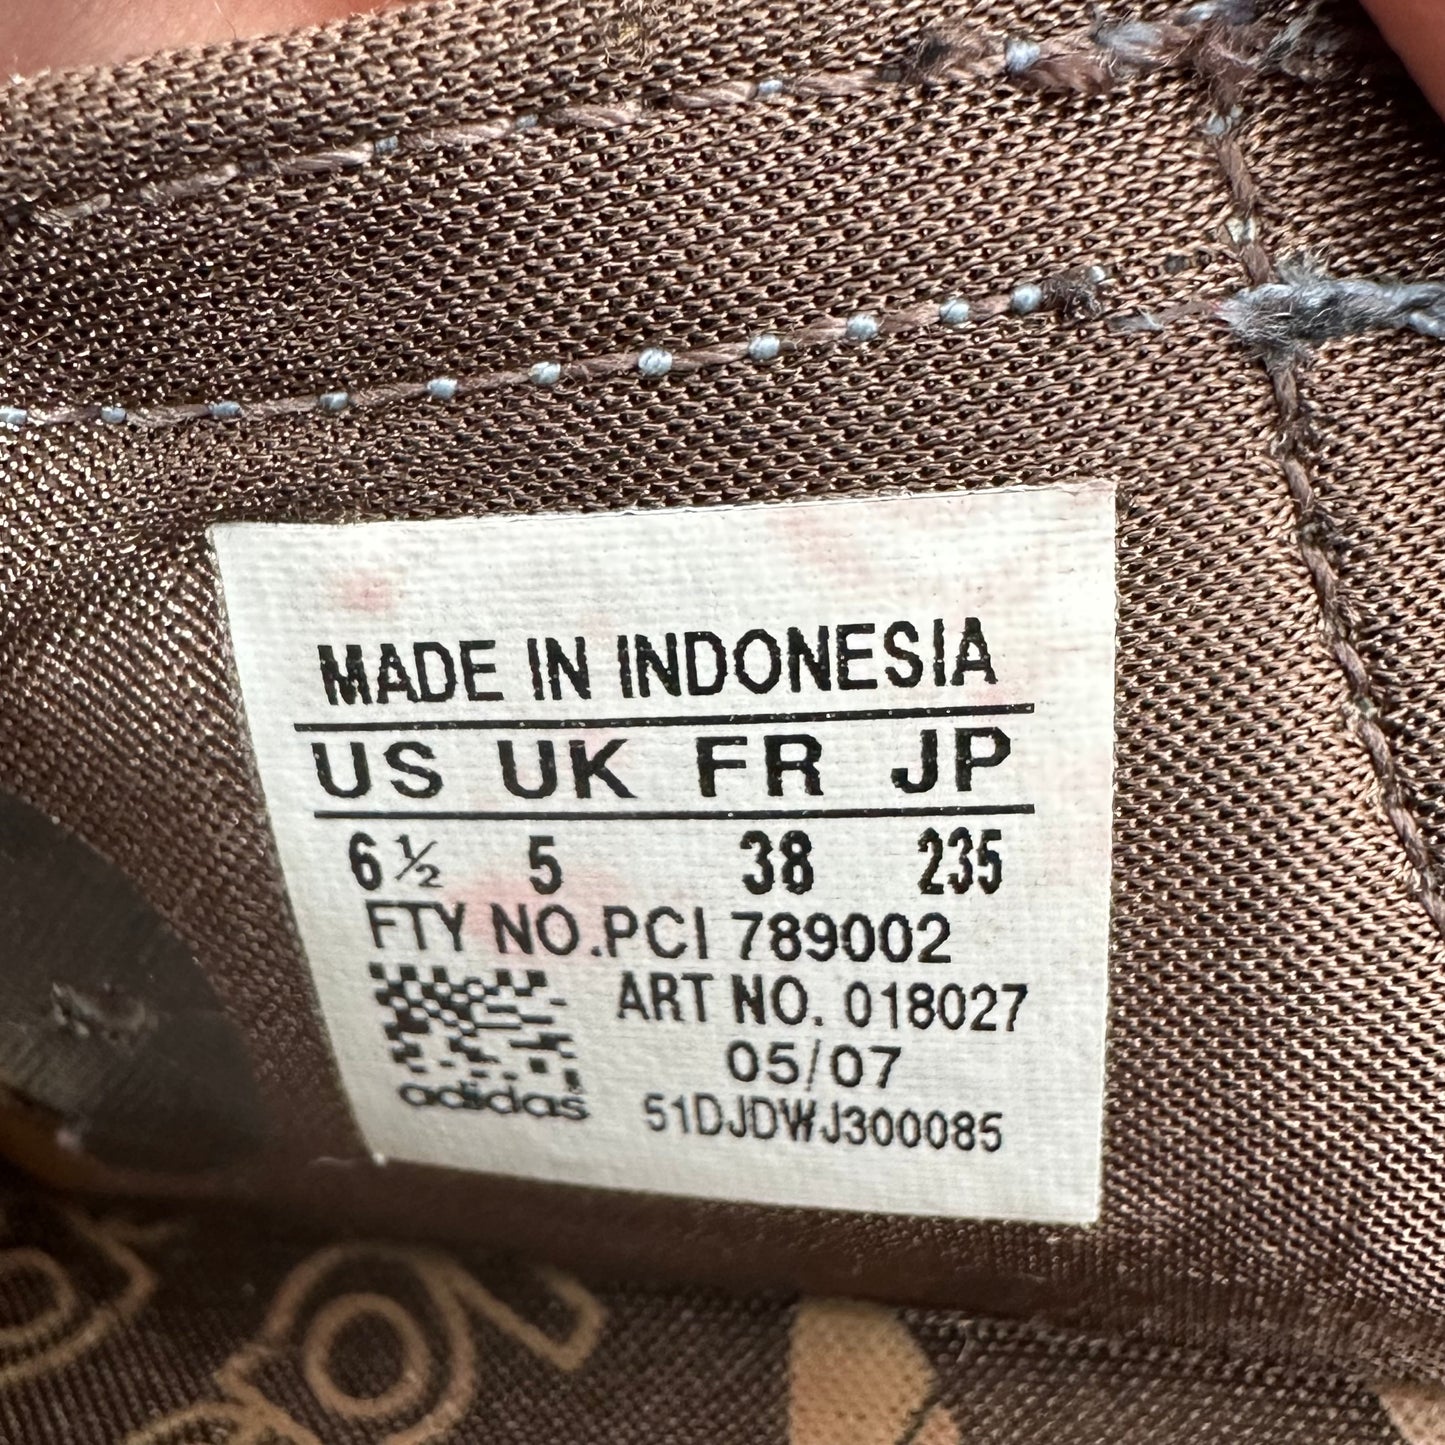 MADE IN INDONESIA
US UK FR JP
6½ 5 38 235
FTY NO.PCI 789002
ART NO. 018027
05/07
adidas
51DJDWJ300085